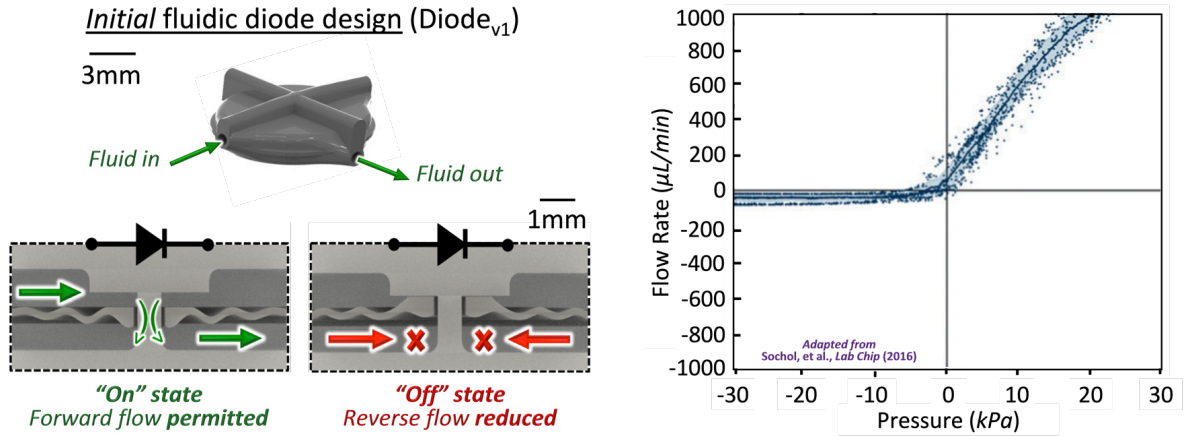 Initial fluidic diode design (Diodev1)
3mm
Fluid in
Fluid out
1mm
"On" state
Forward flow permitted
"Off" state
Reverse flow reduced
1000
800
600
400
200
0
-200
-400
-600
-800
-1000
Flow Rate (μL/min)
Adapted from
Sochol, et al., Lab Chip (2016)
-30
-20
-10
0
10
20
30
Pressure (kPa)